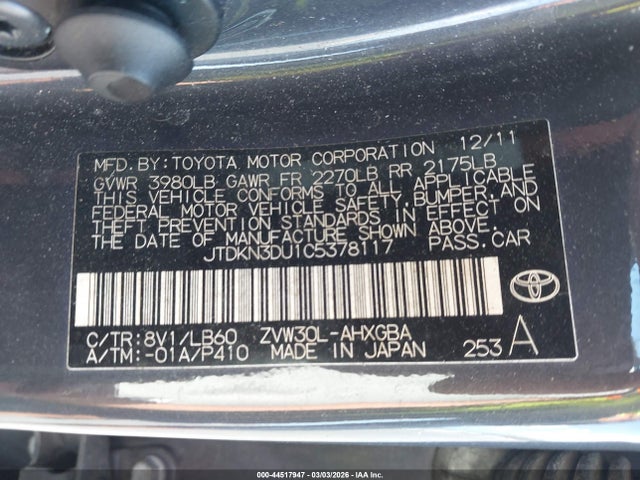 MFD. BY: TOYOTA MOTOR CORPORATION 12/11
GVWR 3980LB GAWR FR 2270LB RR 2175LB
THIS VEHICLE CONFORMS TO ALL APPLICABLE
FEDERAL MOTOR VEHICLE SAFETY, BUMPER, AND
THEFT PREVENTION STANDARDS IN EFFECT ON
THE DATE OF MANUFACTURE SHOWN ABOVE.
JTDKN3DU1C5378117 PASS. CAR
C/TR: 8V1/LB60 ZVW30L-AHXGBA
A/TM: -01A/P410 MADE IN JAPAN 253 A
000-44517947 - 03/03/2026 - IAA Inc.